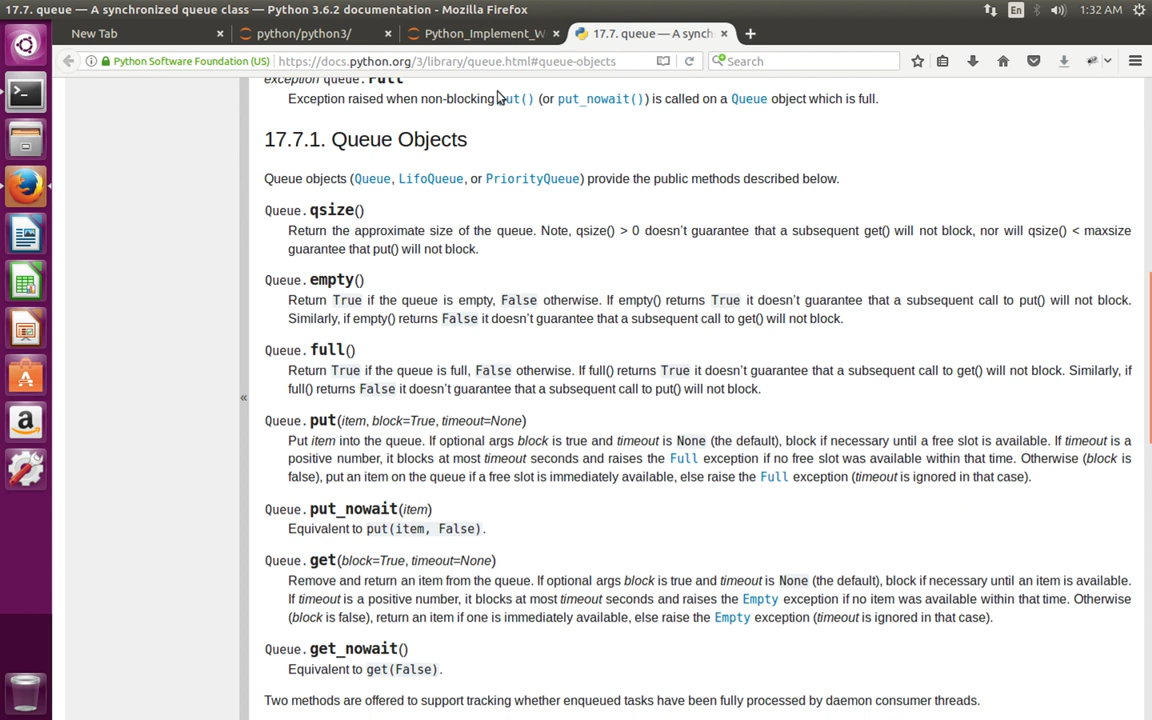 17.7. queue — A synchronized queue class — Python 3.6.2 documentation - Mozilla Firefox
En
1:32 AM
New Tab
python/python3/
Python_Implement_W
17.7. queue — A synch
Python Software Foundation (US)
https://docs.python.org/3/library/queue.html#queue-objects
Search
exception queue.Full
Exception raised when non-blocking put() (or put_nowait()) is called on a Queue object which is full.
17.7.1. Queue Objects
Queue objects (Queue, LifoQueue, or PriorityQueue) provide the public methods described below.
Queue.qsize()
Return the approximate size of the queue. Note, qsize() > 0 doesn’t guarantee that a subsequent get() will not block, nor will qsize() < maxsize
guarantee that put() will not block.
Queue.empty()
Return True if the queue is empty, False otherwise. If empty() returns True it doesn’t guarantee that a subsequent call to put() will not block.
Similarly, if empty() returns False it doesn’t guarantee that a subsequent call to get() will not block.
Queue.full()
Return True if the queue is full, False otherwise. If full() returns True it doesn’t guarantee that a subsequent call to get() will not block. Similarly, if
full() returns False it doesn’t guarantee that a subsequent call to put() will not block.
Queue.put(item, block=True, timeout=None)
Put item into the queue. If optional args block is true and timeout is None (the default), block if necessary until a free slot is available. If timeout is a
positive number, it blocks at most timeout seconds and raises the Full exception if no free slot was available within that time. Otherwise (block is
false), put an item on the queue if a free slot is immediately available, else raise the Full exception (timeout is ignored in that case).
Queue.put_nowait(item)
Equivalent to put(item, False).
Queue.get(block=True, timeout=None)
Remove and return an item from the queue. If optional args block is true and timeout is None (the default), block if necessary until an item is available.
If timeout is a positive number, it blocks at most timeout seconds and raises the Empty exception if no item was available within that time. Otherwise
(block is false), return an item if one is immediately available, else raise the Empty exception (timeout is ignored in that case).
Queue.get_nowait()
Equivalent to get(False).
Two methods are offered to support tracking whether enqueued tasks have been fully processed by daemon consumer threads.